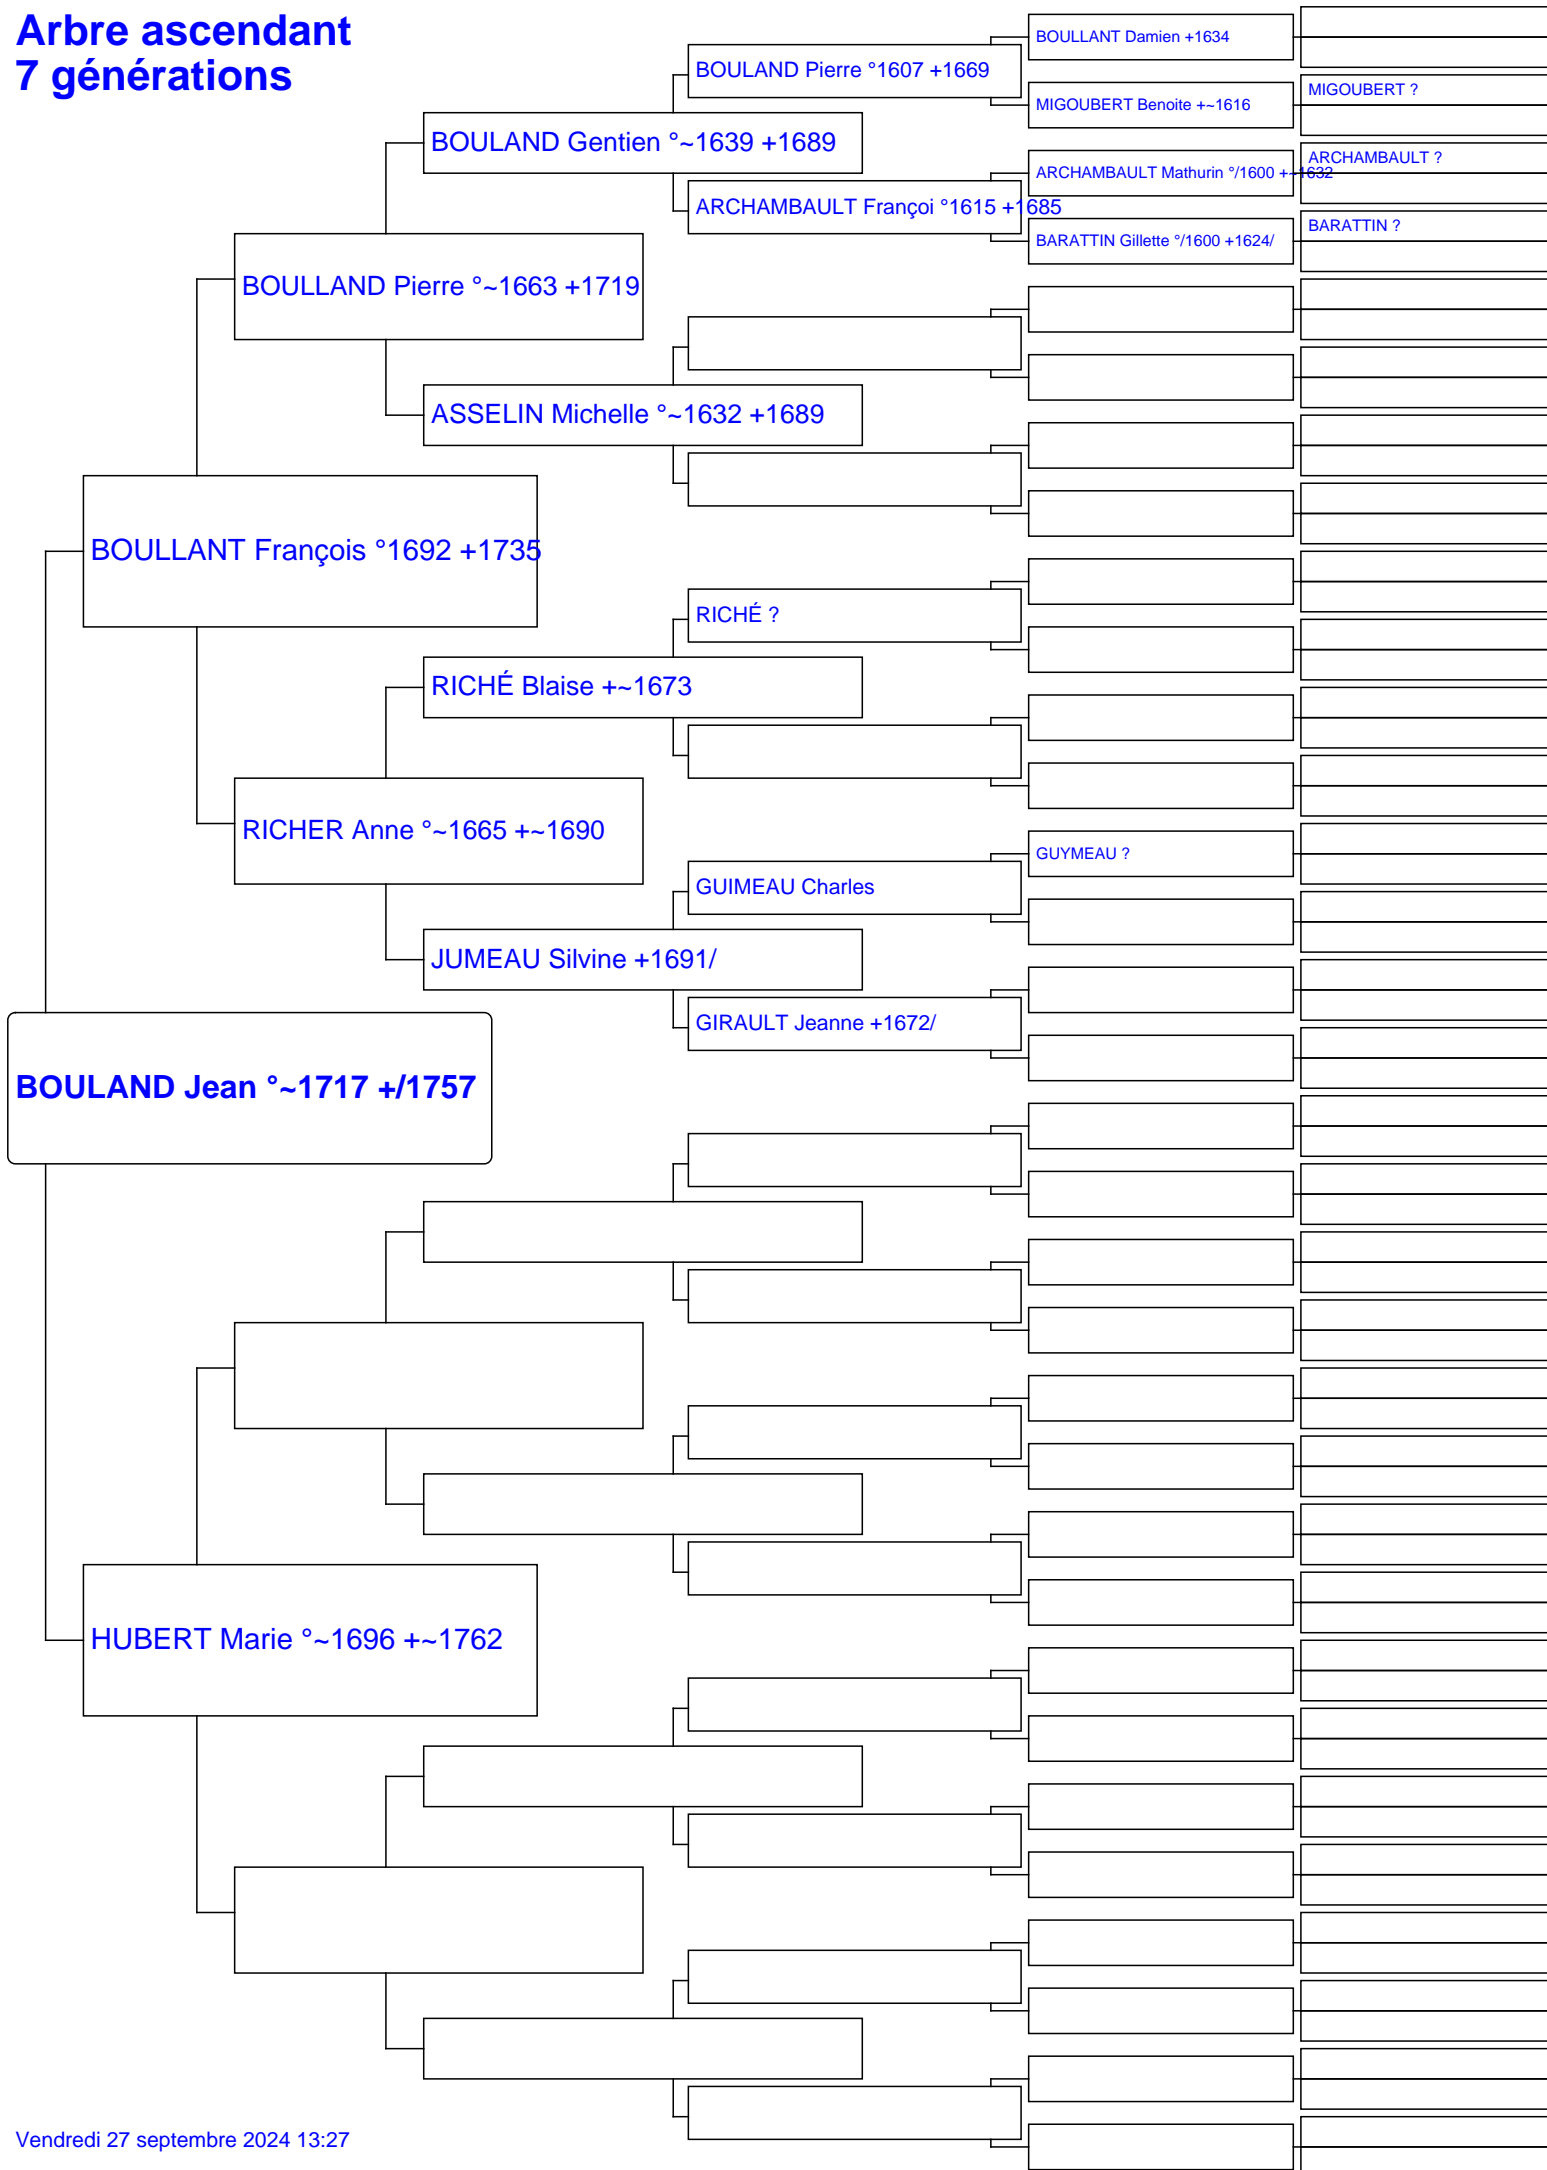 Arbre ascendant
7 générations
BOULLANT Damien +1634
BOULAND Pierre °1607 +1669
MIGOUBERT ?
MIGOUBERT Benoite +~1616
BOULAND Gentien °~1639 +1689
ARCHAMBAULT ?
ARCHAMBAULT Mathurin °/1600 +~1632
ARCHAMBAULT Françoi °1615 +1685
BARATTIN ?
BARATTIN Gillette °/1600 +1624/
BOULLAND Pierre °~1663 +1719
ASSELIN Michelle °~1632 +1689
BOULLANT François °1692 +1735
RICHÉ ?
RICHÉ Blaise +~1673
RICHER Anne °~1665 +~1690
GUYMEAU ?
GUIMEAU Charles
JUMEAU Silvine +1691/
GIRAULT Jeanne +1672/
BOULAND Jean °~1717 +/1757
HUBERT Marie °~1696 +~1762
Vendredi 27 septembre 2024 13:27